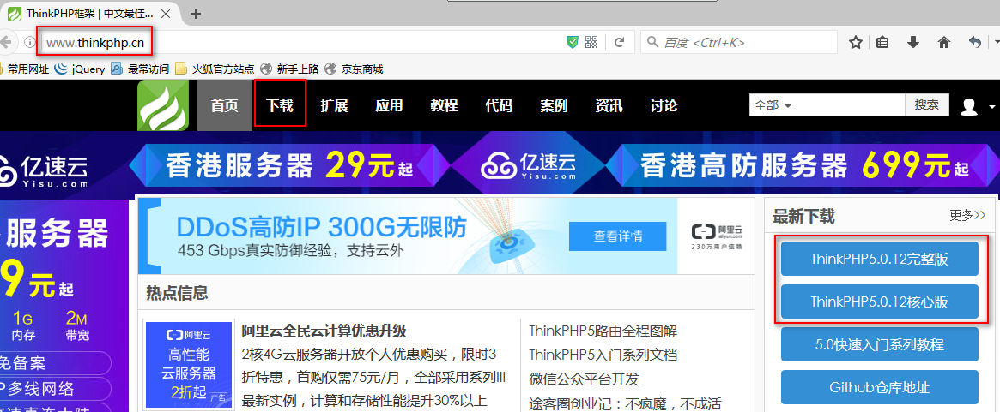 ThinkPHP框架 | 中文最佳...
www.thinkphp.cn
百度 <Ctrl+K>
常用网址 jQuery 最常访问 火狐官方站点 新手上路 京东商城
首页 下载 扩展 应用 教程 代码 案例 资讯 讨论 全部 搜索
亿速云
Yisu.com
香港服务器 29元起
亿速云
Yisu.com
香港高防服务器 699元起
服务器
9元起
1G 2M
内存 带宽
免备案
P多线网络
DDoS高防IP 300G无限防
453 Gbps真实防御经验，支持云外
查看详情
阿里云
aliyun.com
230万用户信赖
热点信息
阿里云
高性能
云服务器
2折起
广告
阿里云全民云计算优惠升级
2核4G云服务器开放个人优惠购买，限时3
折特惠，首购仅需75元/月，全部采用系列III
最新实例，计算和存储性能提升30%以上
ThinkPHP5路由全程图解
ThinkPHP5入门系列文档
微信公众平台开发
途客圈创业记：不疯魔，不成活
最新下载 更多>>
ThinkPHP5.0.12完整版
ThinkPHP5.0.12核心版
5.0快速入门系列教程
Github仓库地址